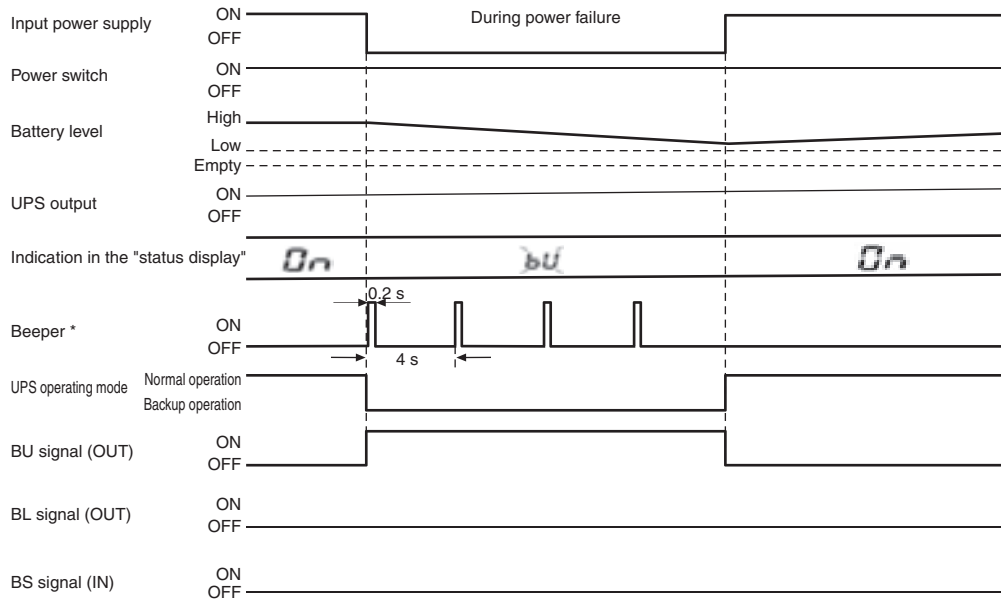 Input power supply
ON
OFF
During power failure
Power switch
ON
OFF
Battery level
High
Low
Empty
UPS output
ON
OFF
Indication in the "status display"
On
bU
On
0.2 s
Beeper *
ON
OFF
4 s
UPS operating mode
Normal operation
Backup operation
BU signal (OUT)
ON
OFF
BL signal (OUT)
ON
OFF
BS signal (IN)
ON
OFF